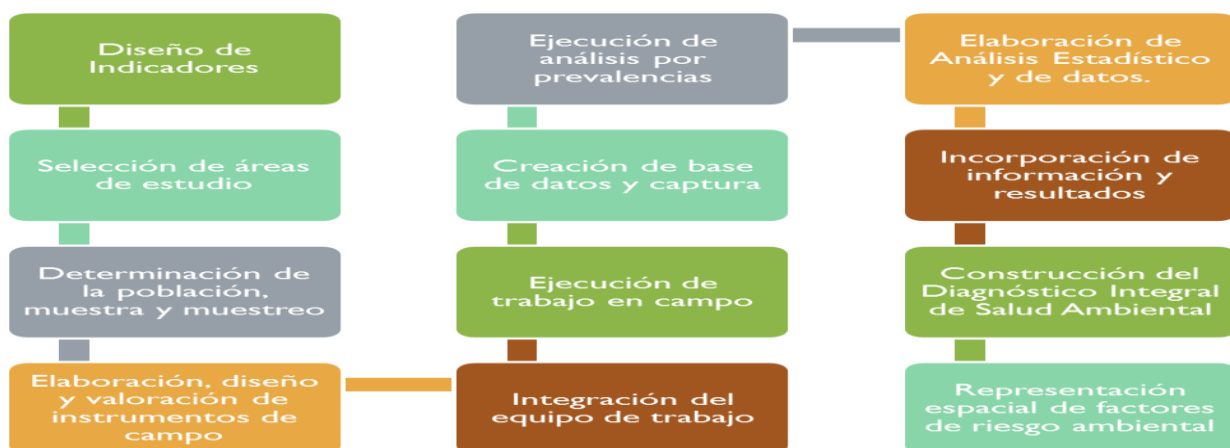 Diseño de
Indicadores
Selección de áreas
de estudio
Determinación de
la población,
muestra y muestreo
Elaboración, diseño
y valoración de
instrumentos de
campo
Integración del
equipo de trabajo
Ejecución de
trabajo en campo
Creación de base
de datos y captura
Ejecución de
análisis por
prevalencias
Elaboración de
Análisis Estadístico
y de datos.
Incorporación de
información y
resultados
Construcción del
Diagnóstico Integral
de Salud Ambiental
Representación
espacial de factores
de riesgo ambiental